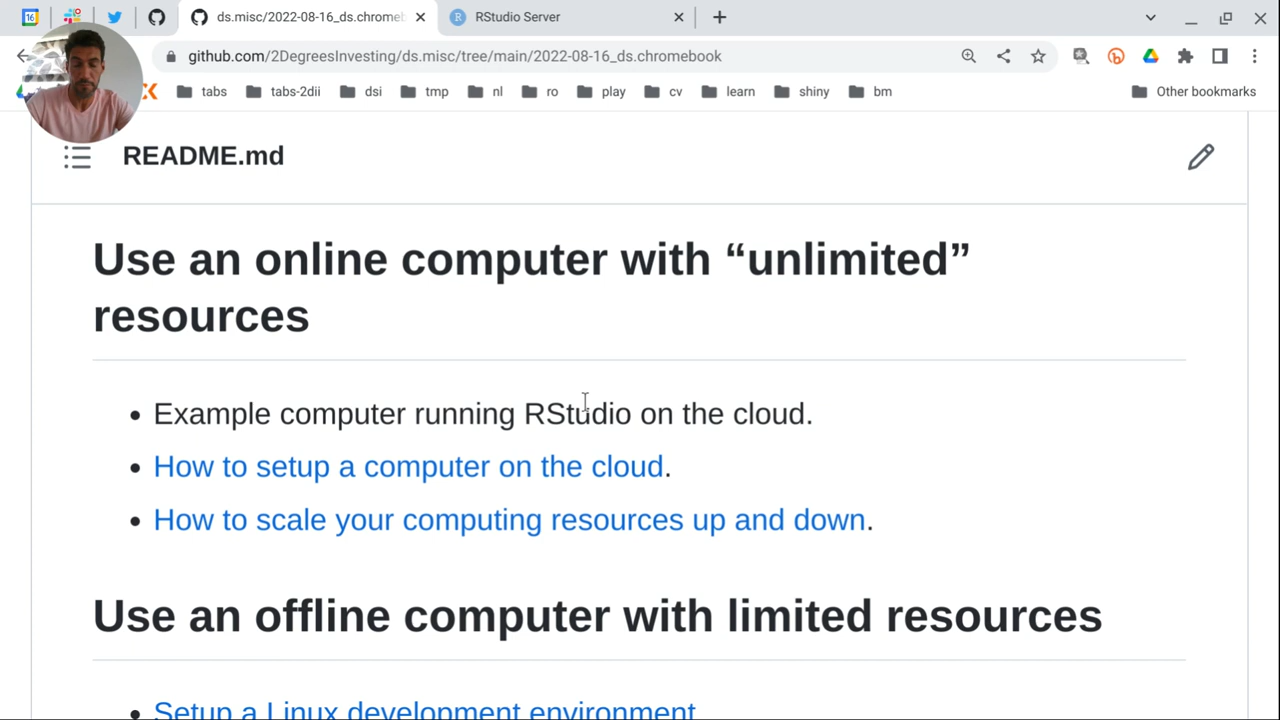 16
ds.misc/2022-08-16_ds.chromeb
RStudio Server
github.com/2DegreesInvesting/ds.misc/tree/main/2022-08-16_ds.chromebook
tabs
tabs-2dii
dsi
tmp
nl
ro
play
cv
learn
shiny
bm
Other bookmarks
README.md
Use an online computer with “unlimited”
resources
• Example computer running RStudio on the cloud.
• How to setup a computer on the cloud.
• How to scale your computing resources up and down.
Use an offline computer with limited resources
• Setup a Linux development environment